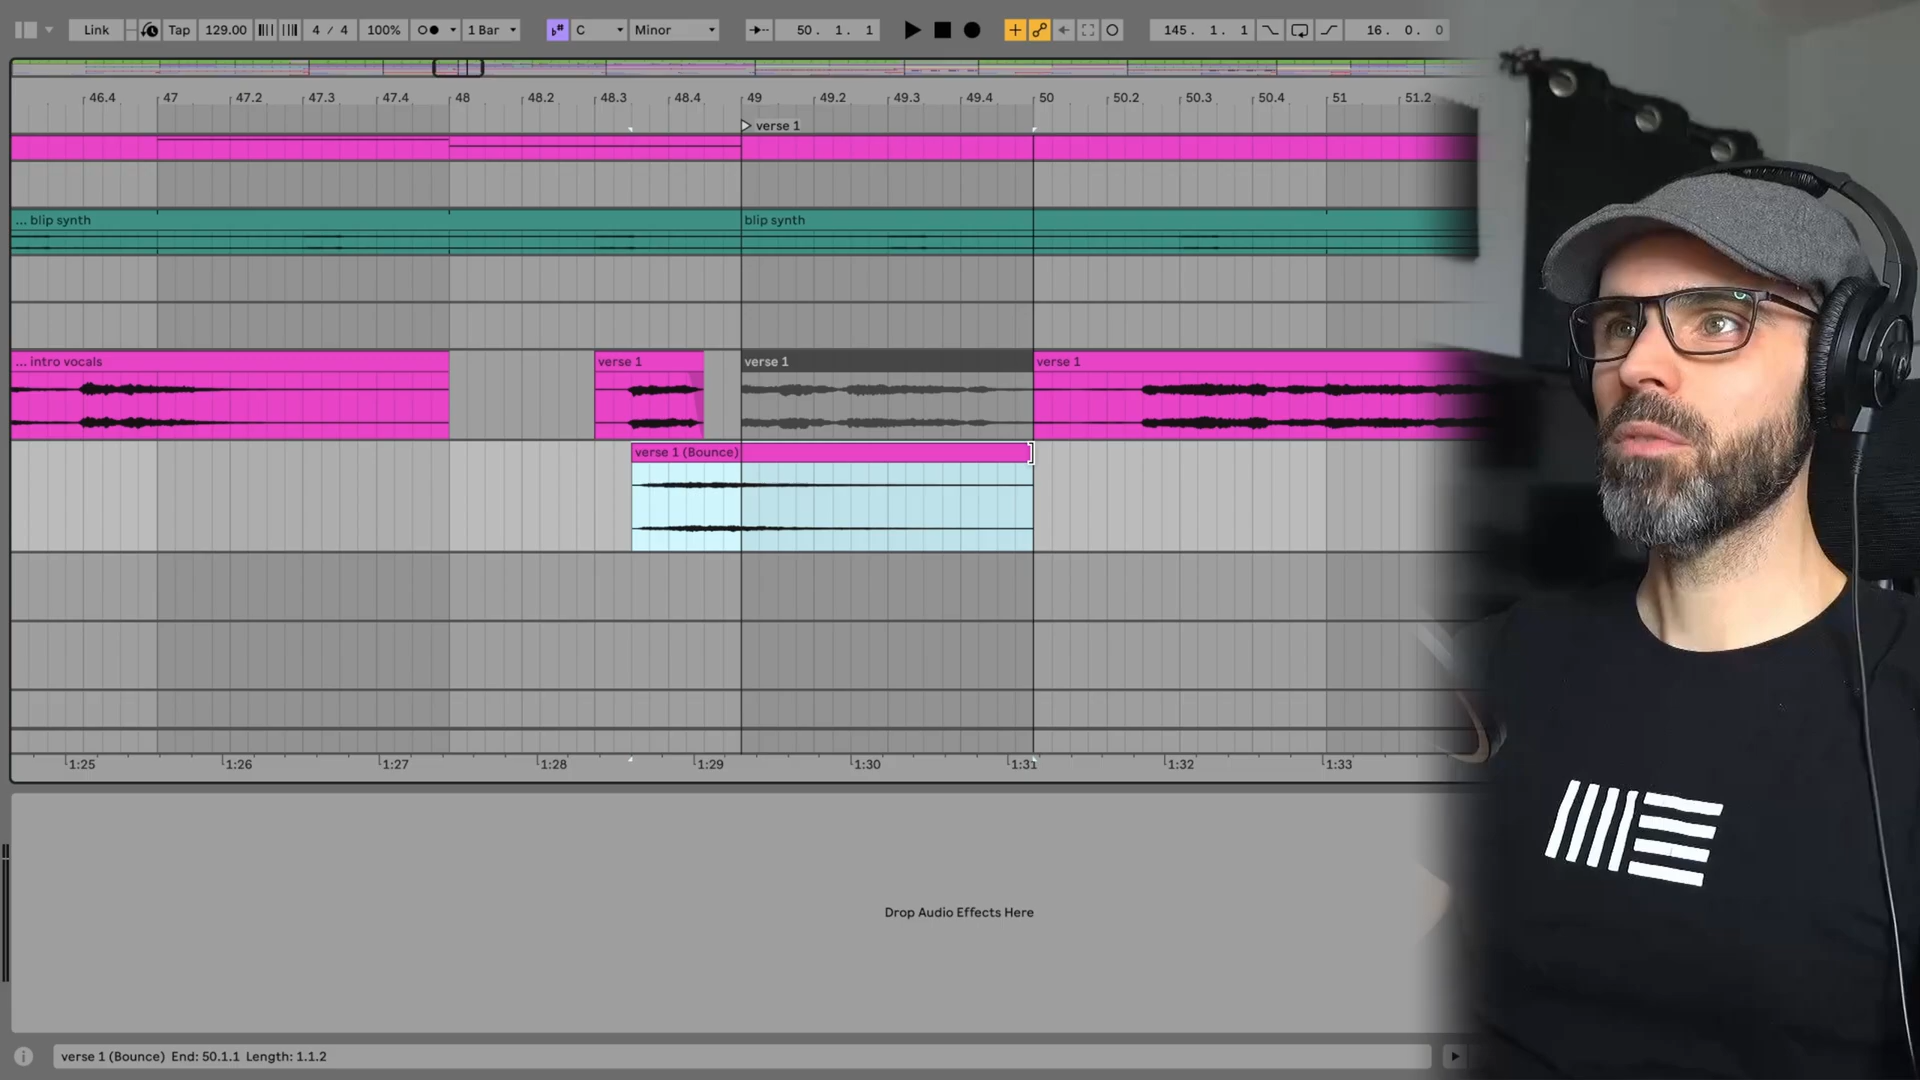 Link Tap 129.00 4 / 4 100% 1 Bar C Minor 50. 1. 1 145. 1. 1 16. 0. 0
46.4 47 47.2 47.3 47.4 48 48.2 48.3 48.4 49 49.2 49.3 49.4 50 50.2 50.3 50.4 51 51.2
verse 1
... blip synth blip synth
... intro vocals verse 1 verse 1 verse 1
verse 1 (Bounce)
1:25 1:26 1:27 1:28 1:29 1:30 1:31 1:32 1:33
Drop Audio Effects Here
verse 1 (Bounce) End: 50.1.1 Length: 1.1.2